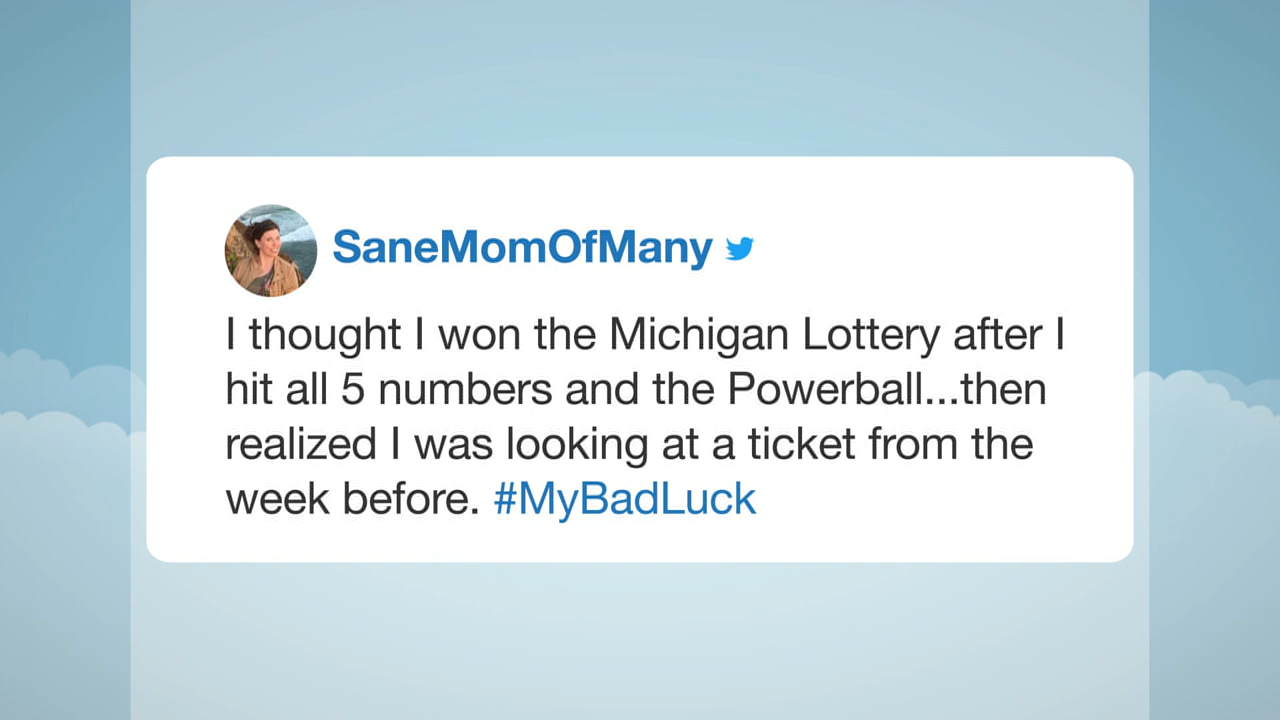 SaneMomOfMany
I thought I won the Michigan Lottery after I
hit all 5 numbers and the Powerball...then
realized I was looking at a ticket from the
week before. #MyBadLuck